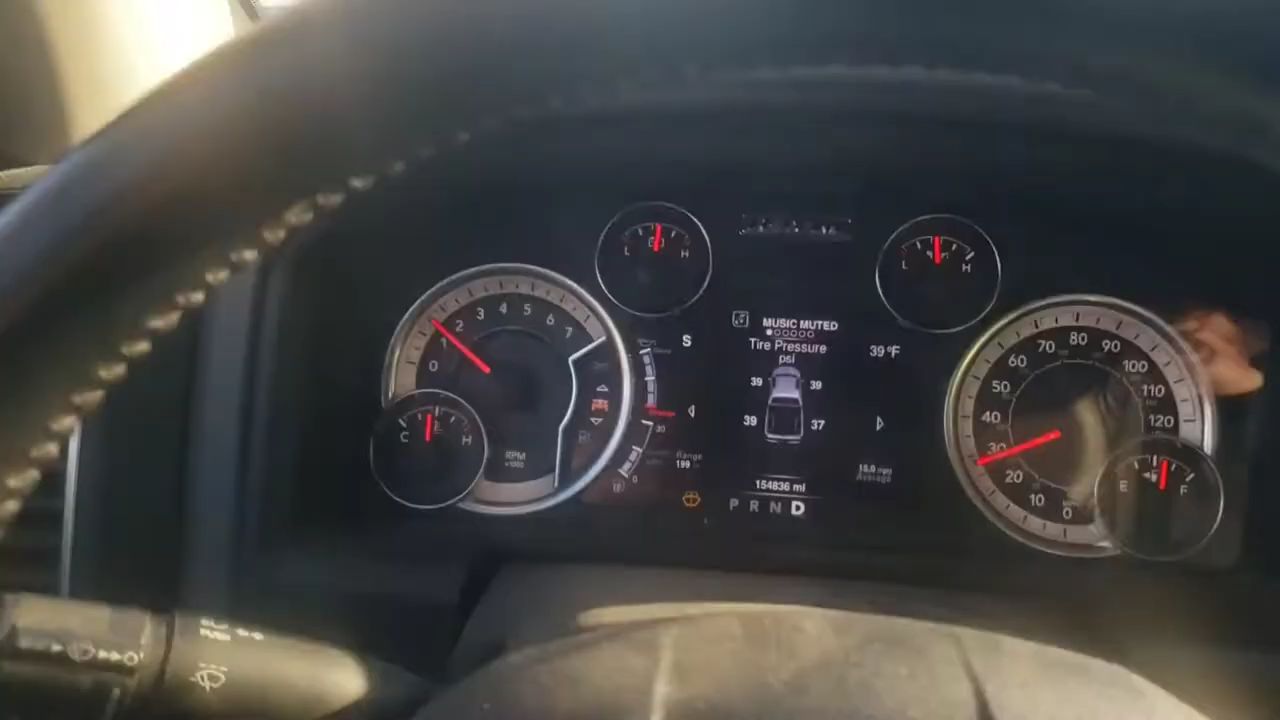 L H
L H
0 1 2 3 4 5 6 7
RPM
x1000
C H
S
MUSIC MUTED
Tire Pressure
psi
39 39
39 37
39 ºF
Range
199
Average
154836 mi
P R N D
30
0
0 10 20 30 40 50 60 70 80 90 100 110 120
E F